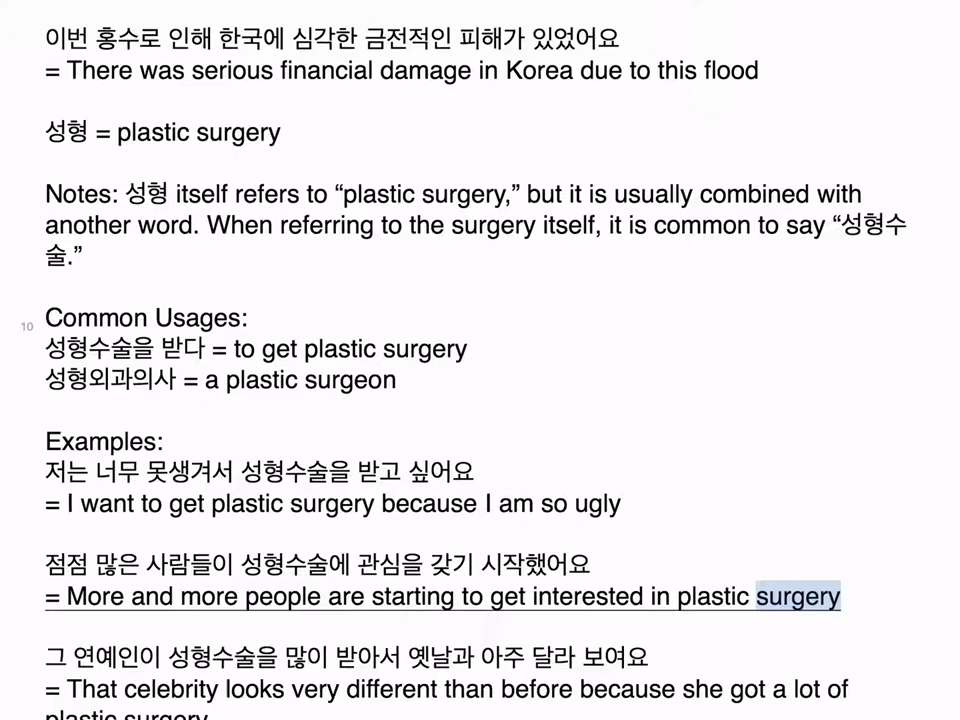 이번 홍수로 인해 한국에 심각한 금전적인 피해가 있었어요
= There was serious financial damage in Korea due to this flood
성형 = plastic surgery
Notes: 성형 itself refers to “plastic surgery,” but it is usually combined with
another word. When referring to the surgery itself, it is common to say “성형수
술.”
10
Common Usages:
성형수술을 받다 = to get plastic surgery
성형외과의사 = a plastic surgeon
Examples:
저는 너무 못생겨서 성형수술을 받고 싶어요
= I want to get plastic surgery because I am so ugly
점점 많은 사람들이 성형수술에 관심을 갖기 시작했어요
= More and more people are starting to get interested in plastic surgery
그 연예인이 성형수술을 많이 받아서 옛날과 아주 달라 보여요
= That celebrity looks very different than before because she got a lot of
plastic surgery